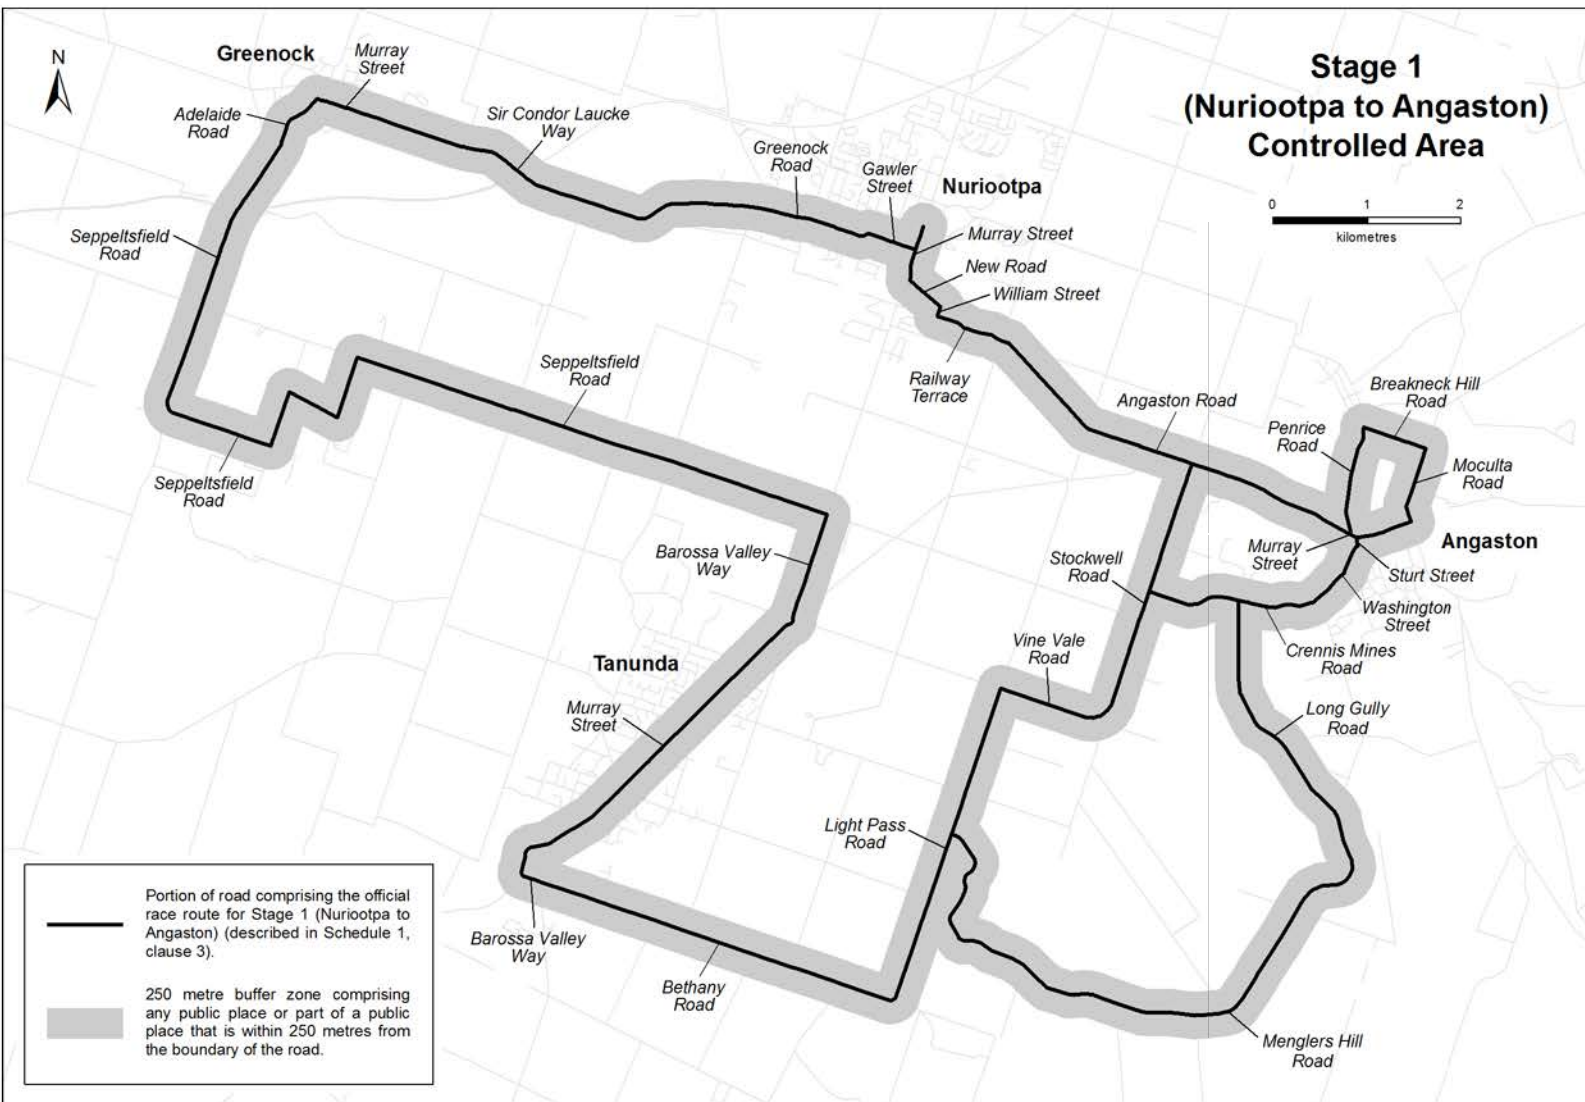 N
Greenock
Murray
Street
Stage 1
(Nuriootpa to Angaston)
Controlled Area
Adelaide
Road
Sir Condor Laucke
Way
Greenock
Road
Gawler
Street
Nuriootpa
0 1 2
kilometres
Seppeltsfield
Road
Murray Street
New Road
William Street
Seppeltsfield
Road
Railway
Terrace
Angaston Road
Breakneck Hill
Road
Penrice
Road
Moculta
Road
Seppeltsfield
Road
Barossa Valley
Way
Stockwell
Road
Murray
Street
Angaston
Sturt Street
Washington
Street
Crennis Mines
Road
Tanunda
Vine Vale
Road
Murray
Street
Long Gully
Road
Light Pass
Road
Barossa Valley
Way
Bethany
Road
Menglers Hill
Road
Portion of road comprising the official
race route for Stage 1 (Nuriootpa to
Angaston) (described in Schedule 1,
clause 3).
250 metre buffer zone comprising
any public place or part of a public
place that is within 250 metres from
the boundary of the road.